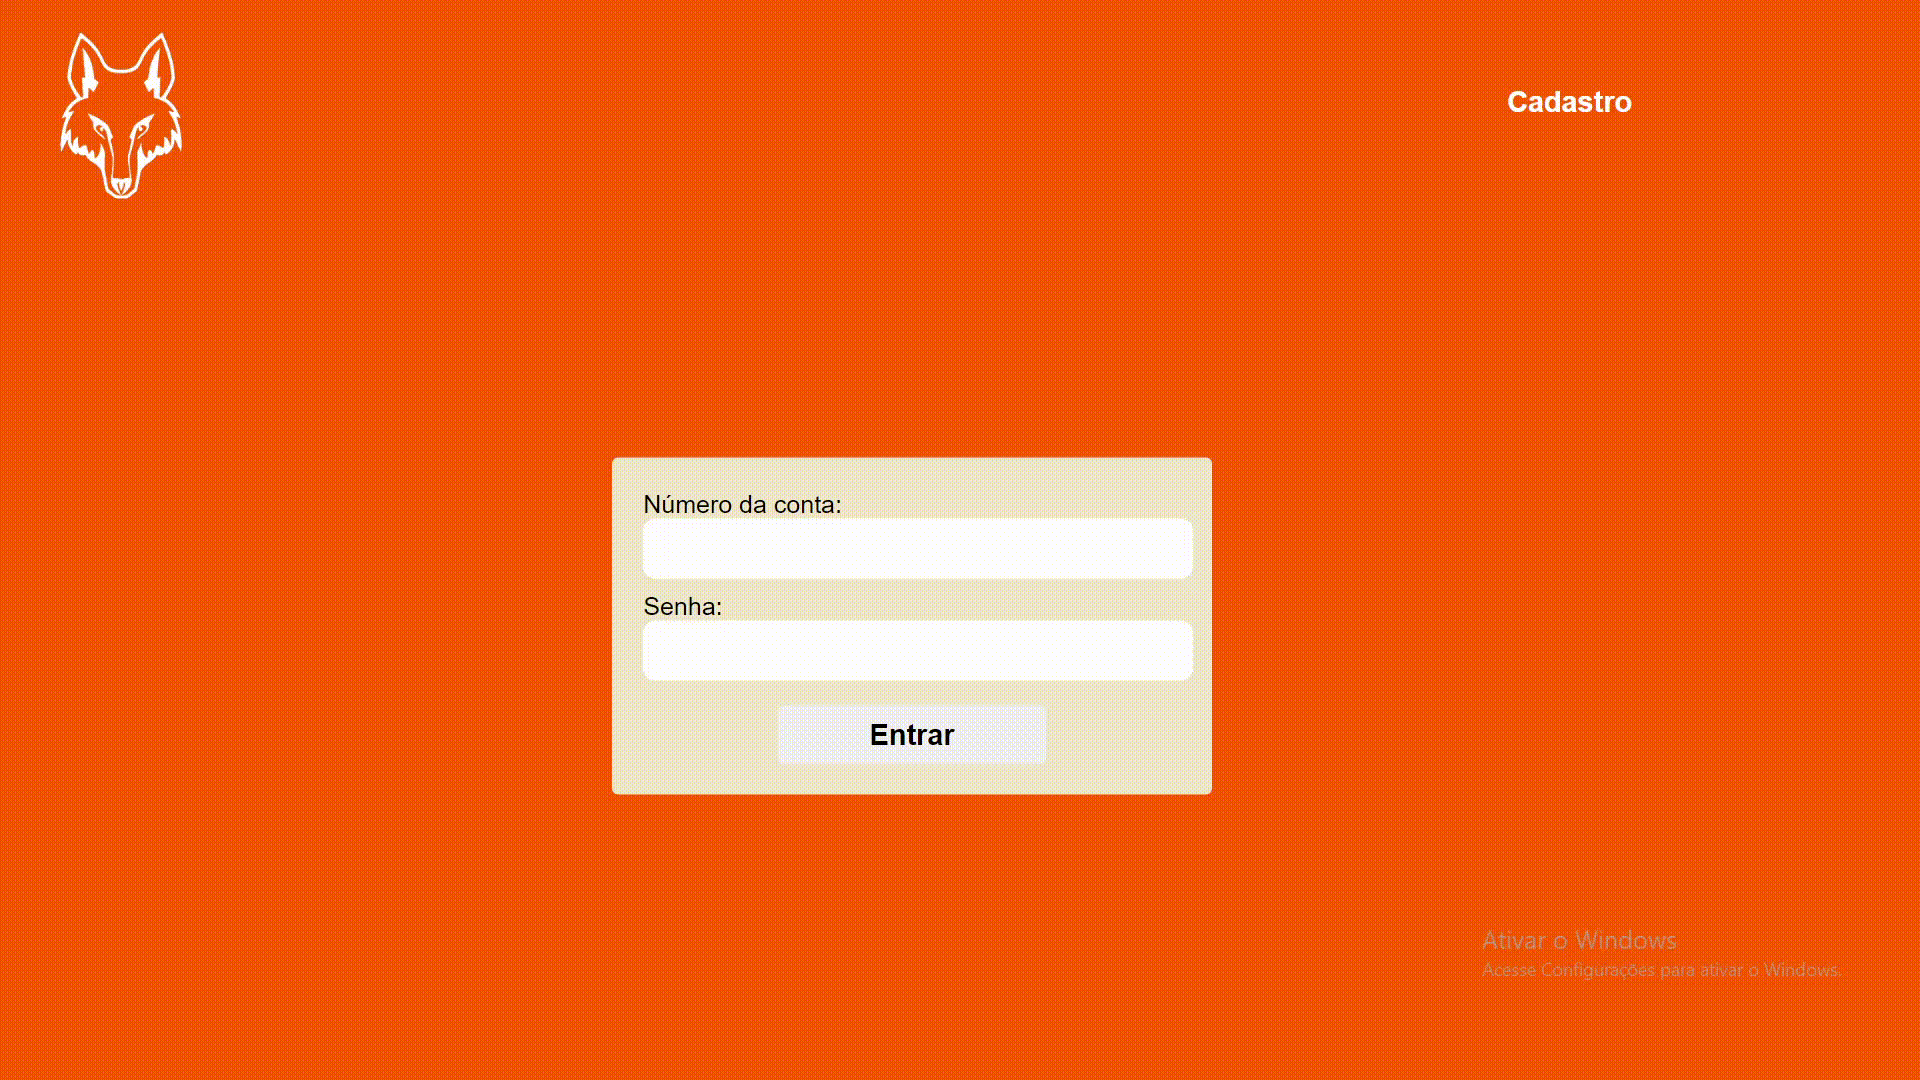 Cadastro
Número da conta:
Senha:
Entrar
Ativar o Windows
Acesse Configurações para ativar o Windows.